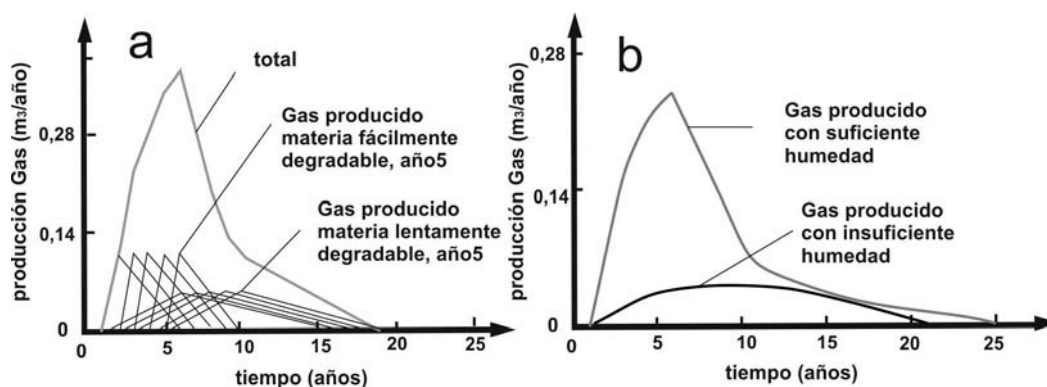 a
producción Gas (m3/año)
0,28
0,14
0
total
Gas producido
materia fácilmente
degradable, año5
Gas producido
materia lentamente
degradable, año5
0
5
10
15
20
25
tiempo (años)
b
producción Gas (m3/año)
0,28
0,14
0
Gas producido
con suficiente
humedad
Gas producido
con insuficiente
humedad
0
5
10
15
20
25
tiempo (años)